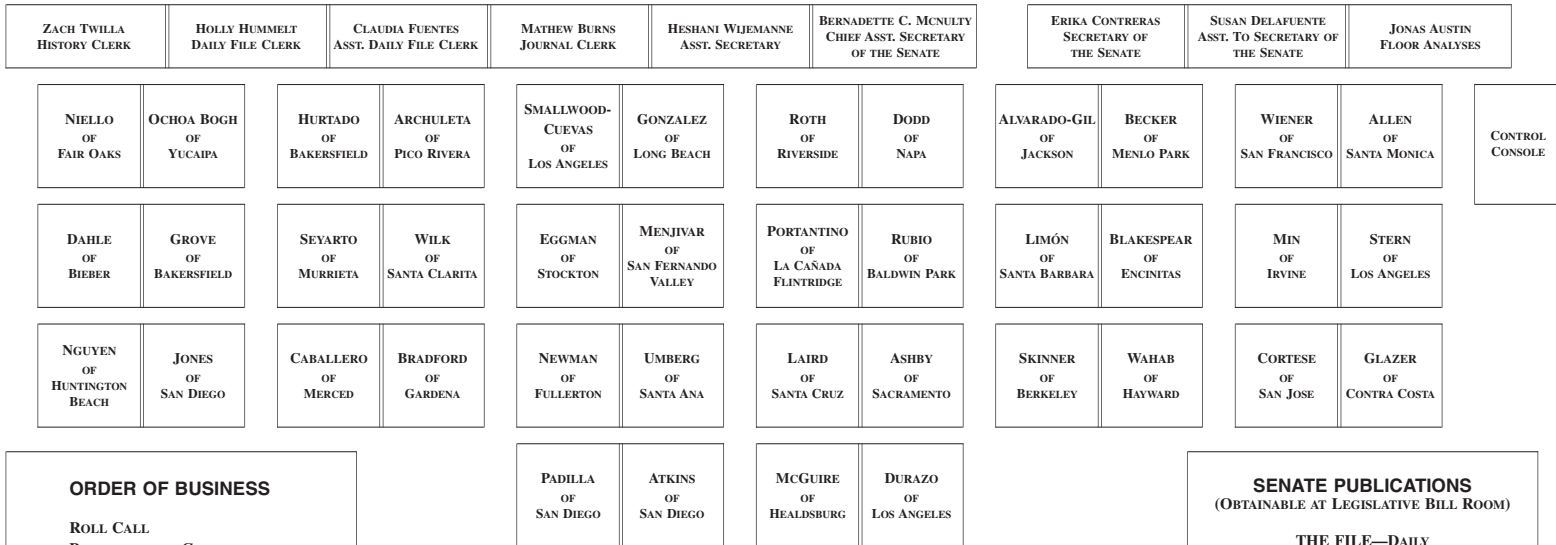 ZACH TWILLA
HISTORY CLERK
HOLLY HUMMELT
DAILY FILE CLERK
CLAUDIA FUENTES
ASST. DAILY FILE CLERK
MATHEW BURNS
JOURNAL CLERK
HESHANI WIJEMANNE
ASST. SECRETARY
BERNADETTE C. MCNULTY
CHIEF ASST. SECRETARY
OF THE SENATE
ERIKA CONTRERAS
SECRETARY OF
THE SENATE
SUSAN DELAFUENTE
ASST. TO SECRETARY OF
THE SENATE
JONAS AUSTIN
FLOOR ANALYSES
NIELLO
OF
FAIR OAKS
OCHOA BOGH
OF
YUCAIPA
HURTADO
OF
BAKERSFIELD
ARCHULETA
OF
PICO RIVERA
SMALLWOOD-
CUEVAS
OF
LOS ANGELES
GONZALEZ
OF
LONG BEACH
ROTH
OF
RIVERSIDE
DODD
OF
NAPA
ALVARADO-GIL
OF
JACKSON
BECKER
OF
MENLO PARK
WIENER
OF
SAN FRANCISCO
ALLEN
OF
SANTA MONICA
CONTROL
CONSOLE
DAHLE
OF
BIEBER
GROVE
OF
BAKERSFIELD
SEYARTO
OF
MURRIETA
WILK
OF
SANTA CLARITA
EGGMAN
OF
STOCKTON
MENJIVAR
OF
SAN FERNANDO
VALLEY
PORTANTINO
OF
LA CAÑADA
FLINTRIDGE
RUBIO
OF
BALDWIN PARK
LIMÓN
OF
SANTA BARBARA
BLAKESPEAR
OF
ENCINITAS
MIN
OF
IRVINE
STERN
OF
LOS ANGELES
NGUYEN
OF
HUNTINGTON
BEACH
JONES
OF
SAN DIEGO
CABALLERO
OF
MERCED
BRADFORD
OF
GARDENA
NEWMAN
OF
FULLERTON
UMBERG
OF
SANTA ANA
LAIRD
OF
SANTA CRUZ
ASHBY
OF
SACRAMENTO
SKINNER
OF
BERKELEY
WAHAB
OF
HAYWARD
CORTESE
OF
SAN JOSE
GLAZER
OF
CONTRA COSTA
PADILLA
OF
SAN DIEGO
ATKINS
OF
SAN DIEGO
MCGUIRE
OF
HEALDSBURG
DURAZO
OF
LOS ANGELES
ORDER OF BUSINESS
ROLL CALL
SENATE PUBLICATIONS
(OBTAINABLE AT LEGISLATIVE BILL ROOM)
THE FILE—DAILY